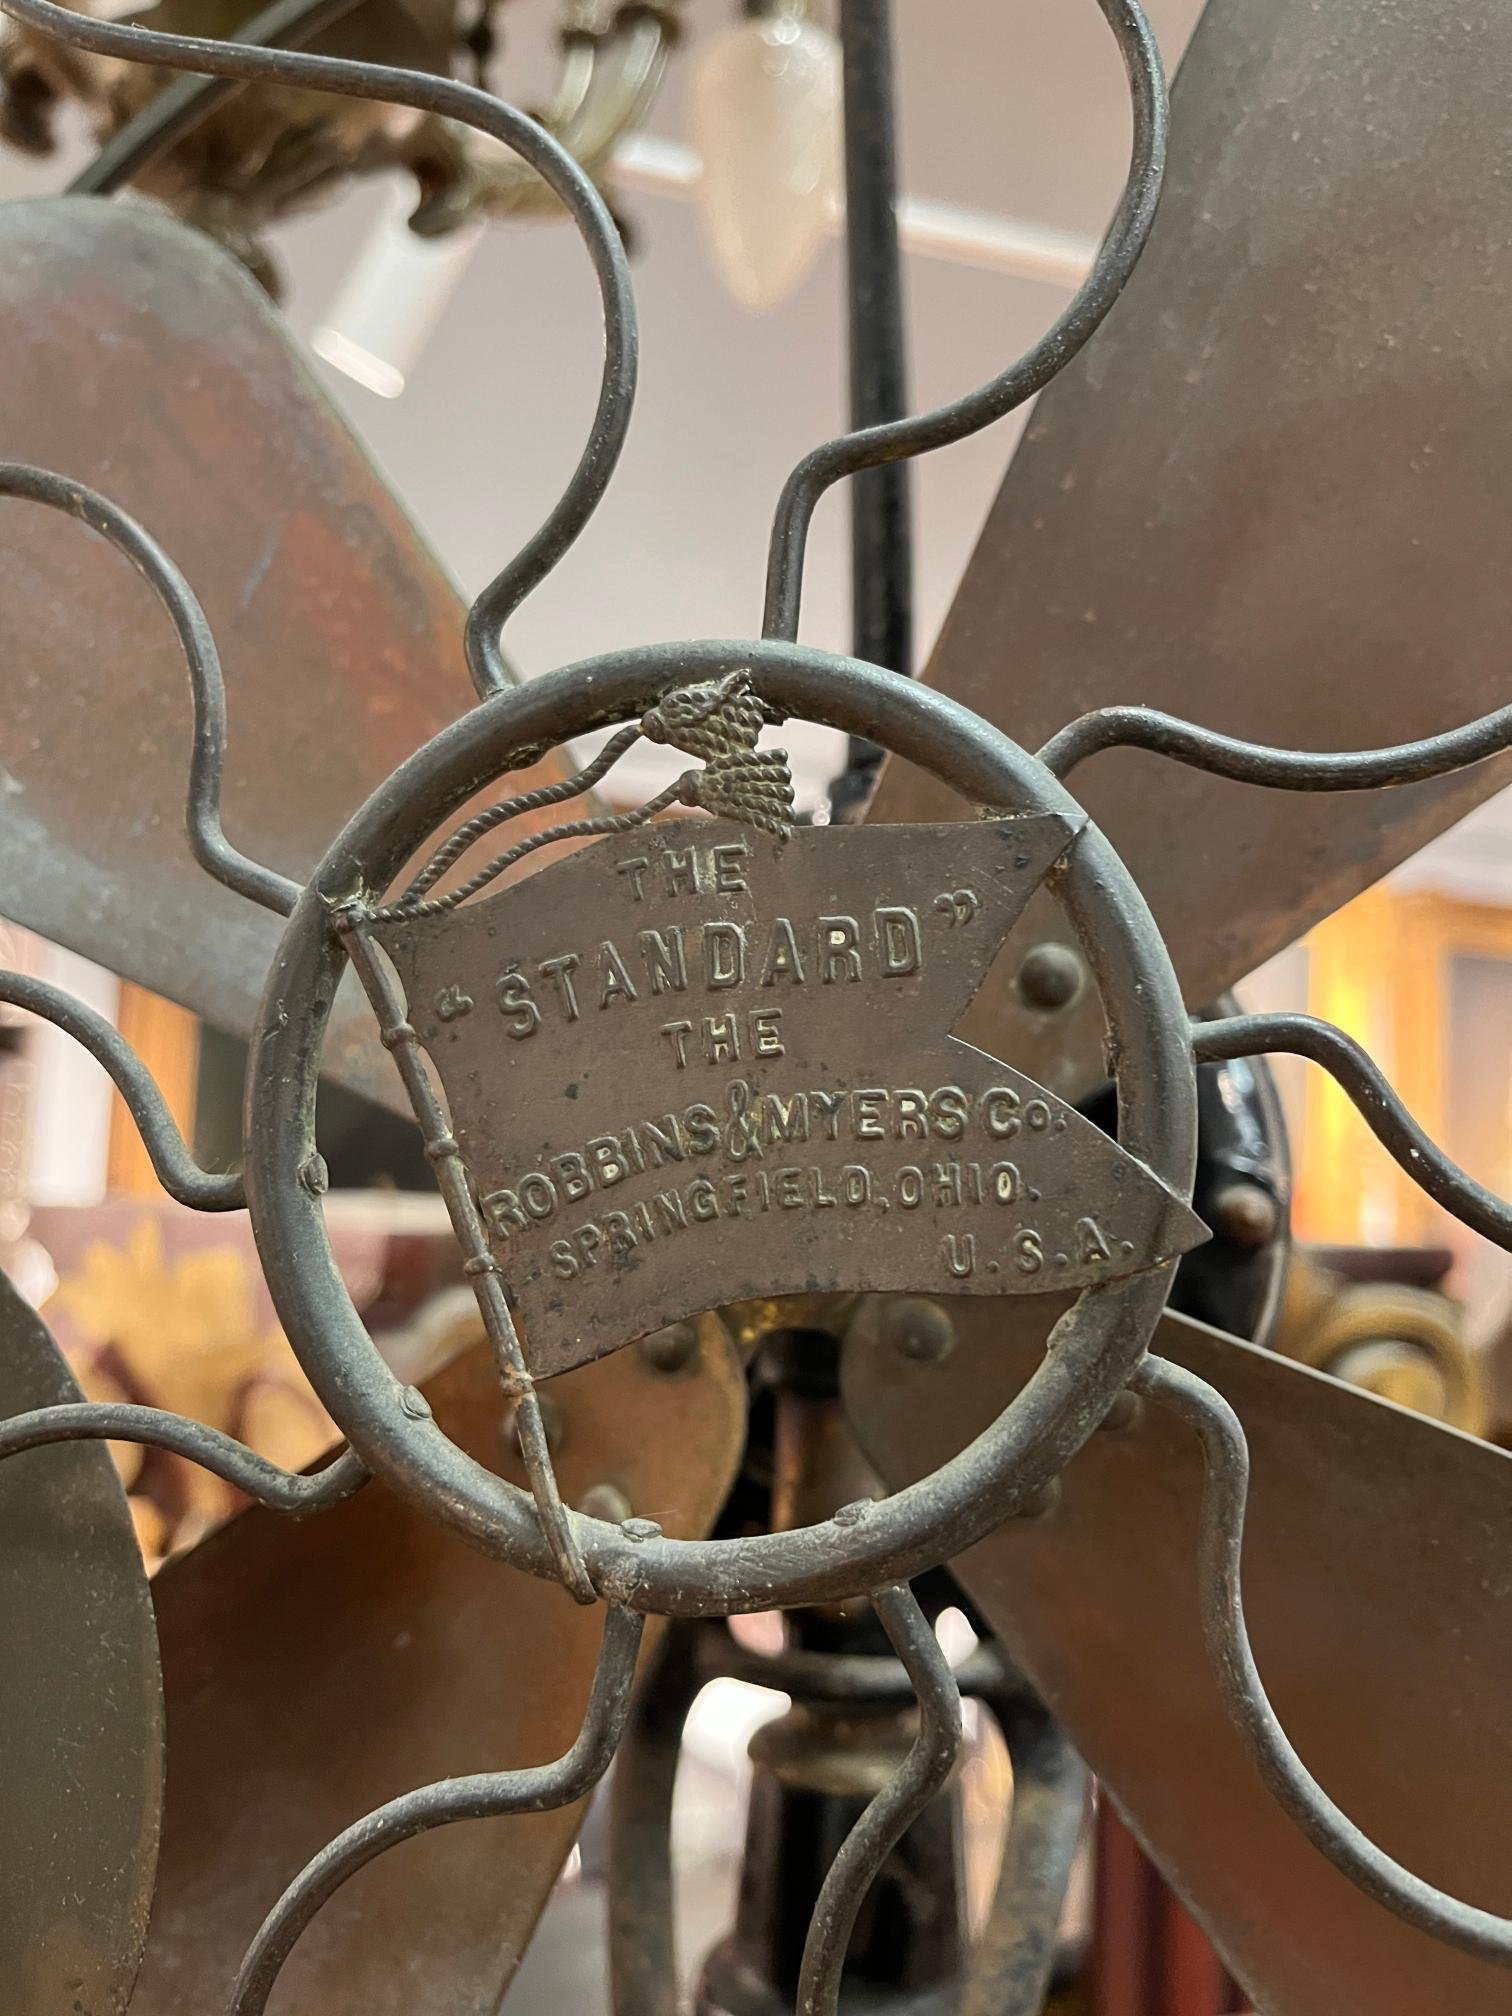 THE
“STANDARD”
THE
ROBBINS & MYERS Co.
SPRINGFIELD, OHIO.
U.S.A.